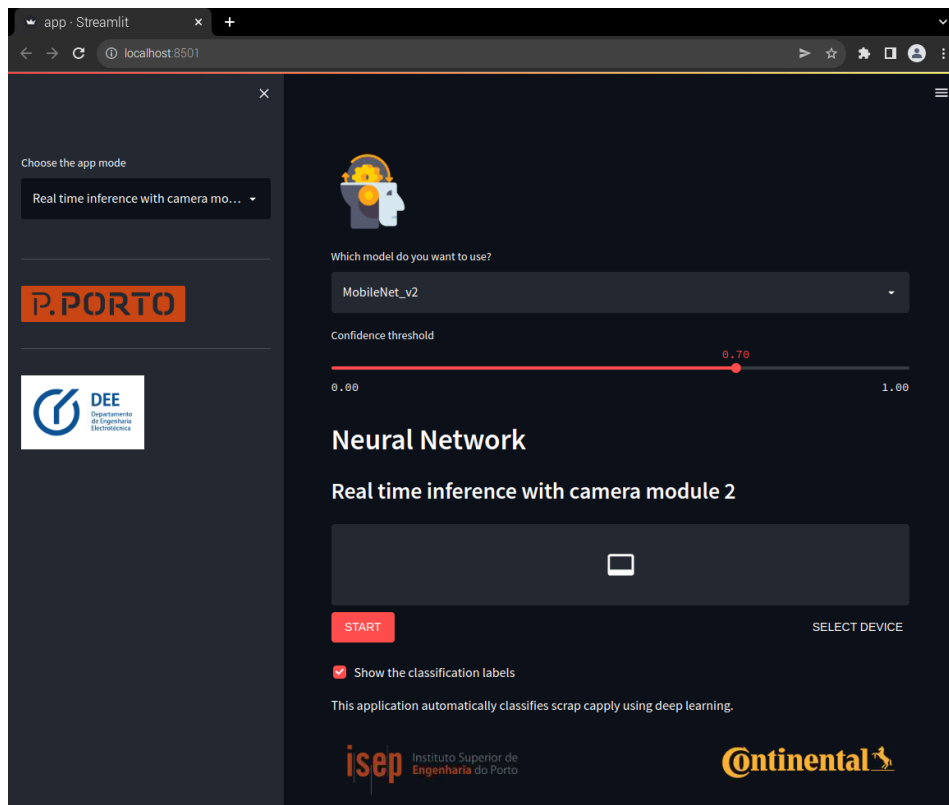 app · Streamlit
localhost:8501
Choose the app mode
Real time inference with camera mo...
P.PORTO
DEE
Departamento
de Engenharia
Electrotécnica
Which model do you want to use?
MobileNet_v2
Confidence threshold
0.70
0.00 1.00
Neural Network
Real time inference with camera module 2
START SELECT DEVICE
Show the classification labels
This application automatically classifies scrap capply using deep learning.
isep Instituto Superior de
Engenharia do Porto
Continental